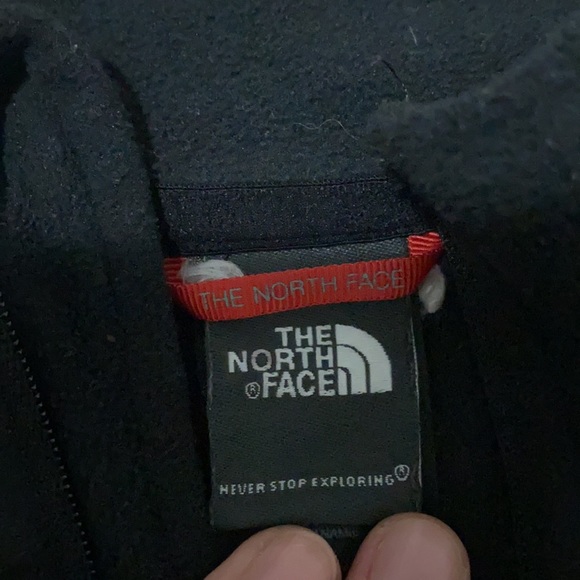 THE NORTH FACE
THE
NORTH
®FACE
NEVER STOP EXPLORING®